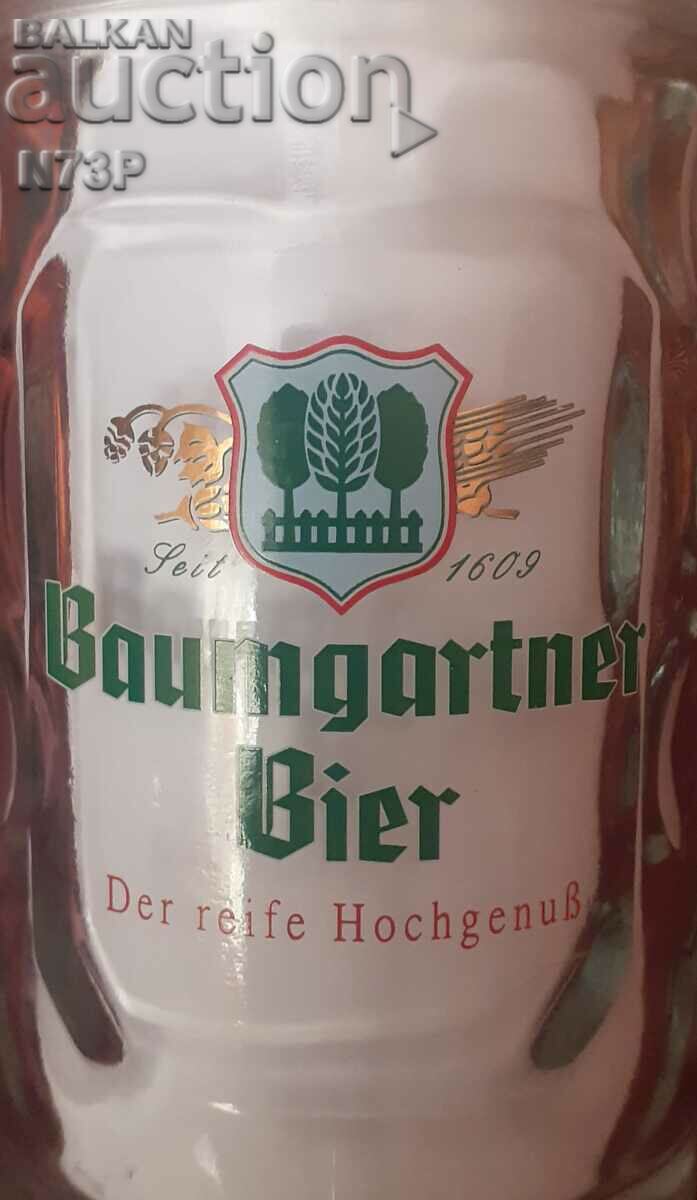 BALKAN
auction
N73P
Seit 1609
Baumgartner
Bier
Der reife Hochgenuß